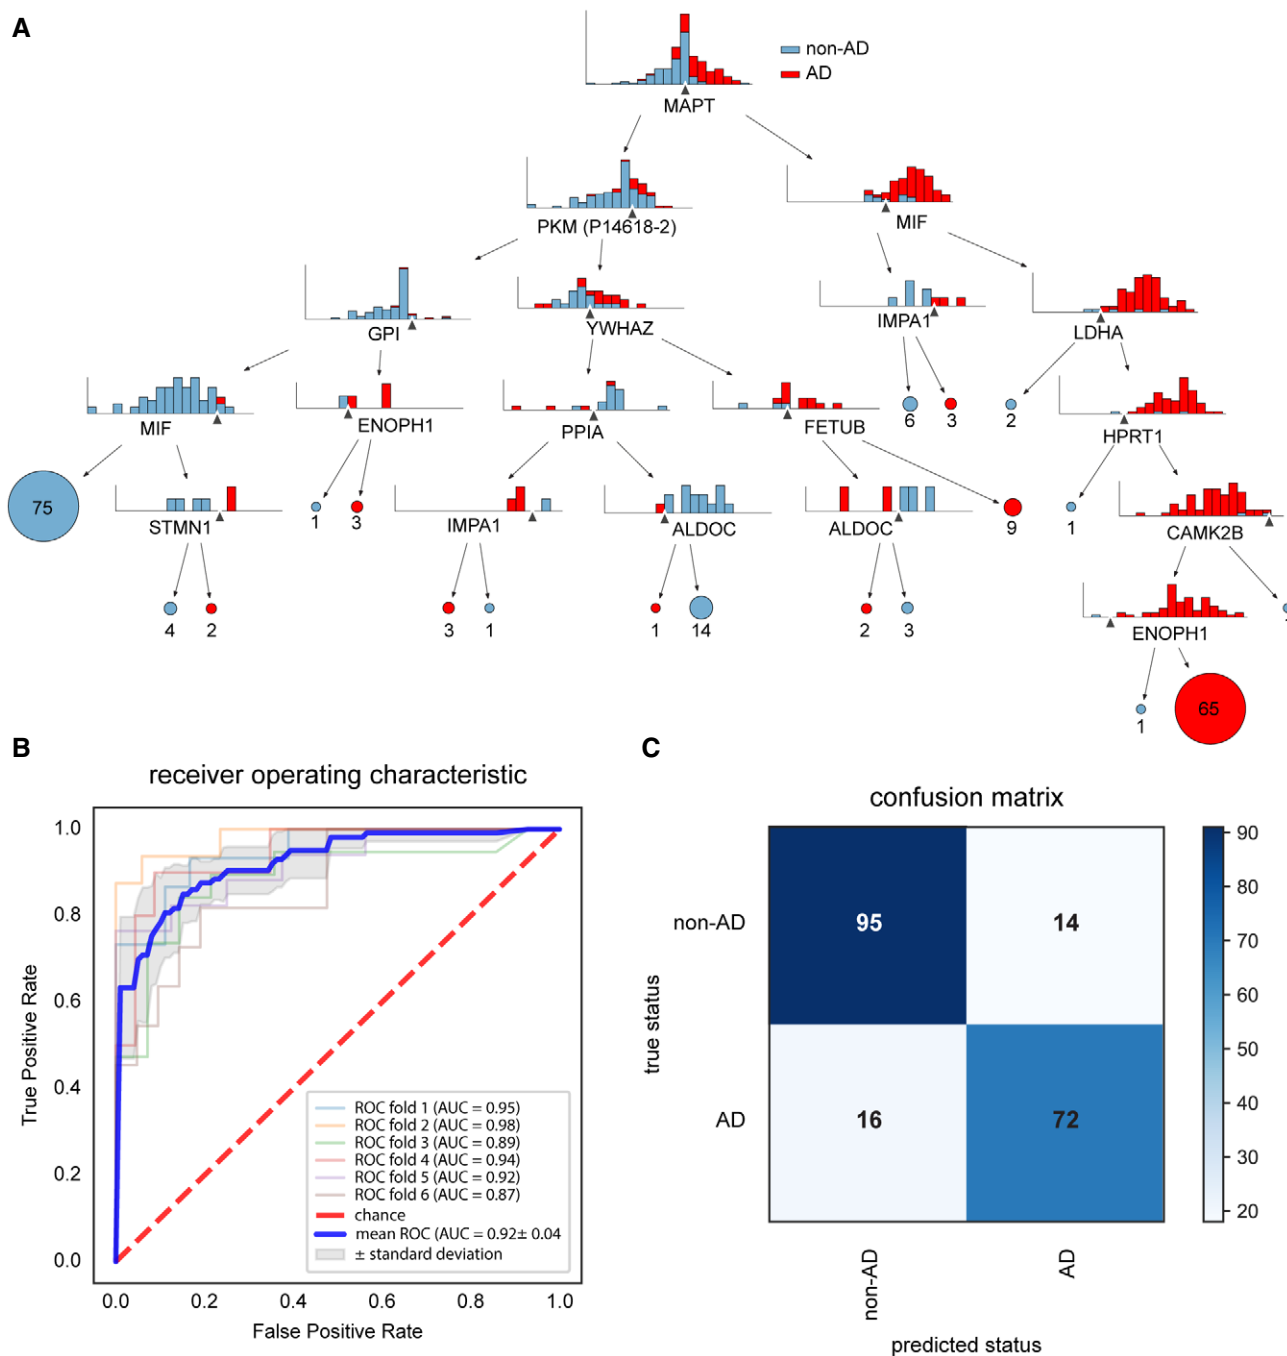 A
non-AD
AD
MAPT
PKM (P14618-2)
MIF
GPI
YWHAZ
IMPA1
LDHA
MIF
ENOPH1
PPIA
FETUB
6
3
2
HPRT1
75
STMN1
1
3
IMPA1
ALDOC
ALDOC
9
1
CAMK2B
4
2
3
1
1
14
2
3
ENOPH1
1
65
B
receiver operating characteristic
True Positive Rate
1.0
0.8
0.6
0.4
0.2
0.0
ROC fold 1 (AUC = 0.95)
ROC fold 2 (AUC = 0.98)
ROC fold 3 (AUC = 0.89)
ROC fold 4 (AUC = 0.94)
ROC fold 5 (AUC = 0.92)
ROC fold 6 (AUC = 0.87)
chance
mean ROC (AUC = 0.92± 0.04
± standard deviation
0.0 0.2 0.4 0.6 0.8 1.0
False Positive Rate
C
confusion matrix
true status
non-AD
95 14
AD
16 72
non-AD
AD
predicted status
90
80
70
60
50
40
30
20